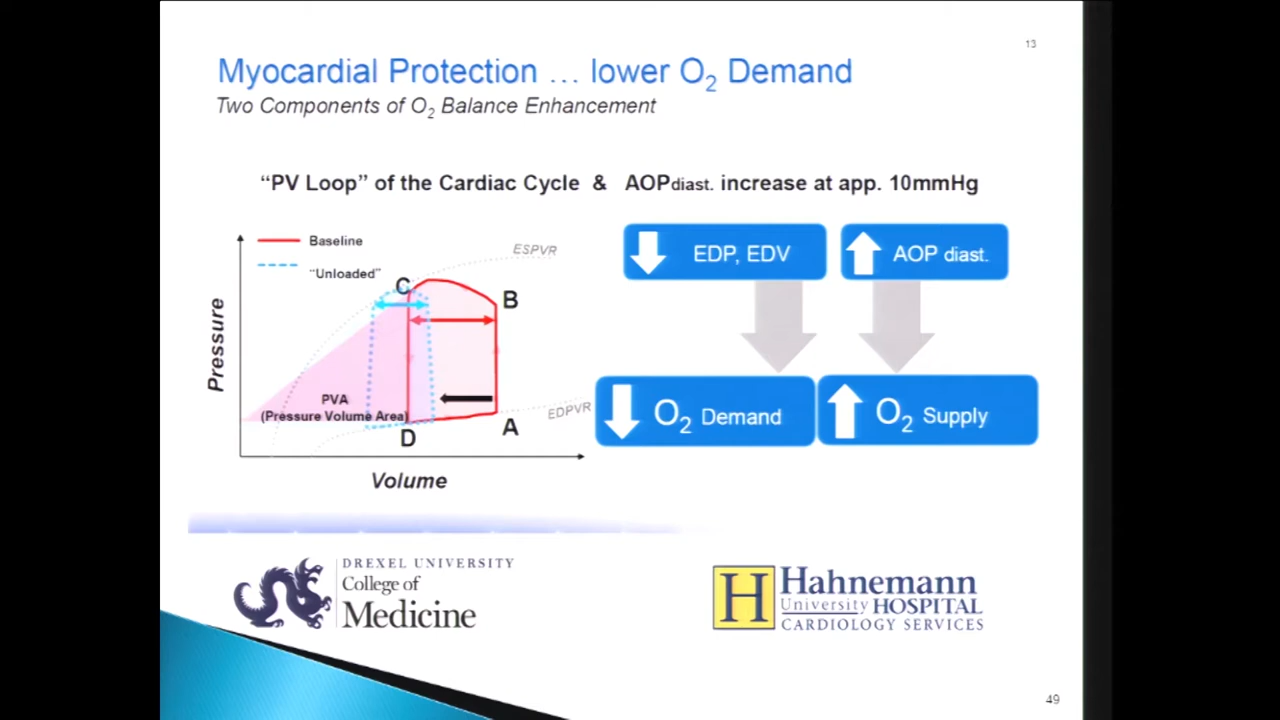 13
Myocardial Protection … lower O2 Demand
Two Components of O2 Balance Enhancement
“PV Loop” of the Cardiac Cycle & AOPdiast. increase at app. 10mmHg
Baseline
“Unloaded”
ESPVR
C
B
Pressure
PVA
(Pressure Volume Area)
EDPVR
A
D
Volume
EDP, EDV
AOP diast.
O2 Demand
O2 Supply
DREXEL UNIVERSITY
College of
Medicine
H
Hahnemann
University HOSPITAL
CARDIOLOGY SERVICES
49